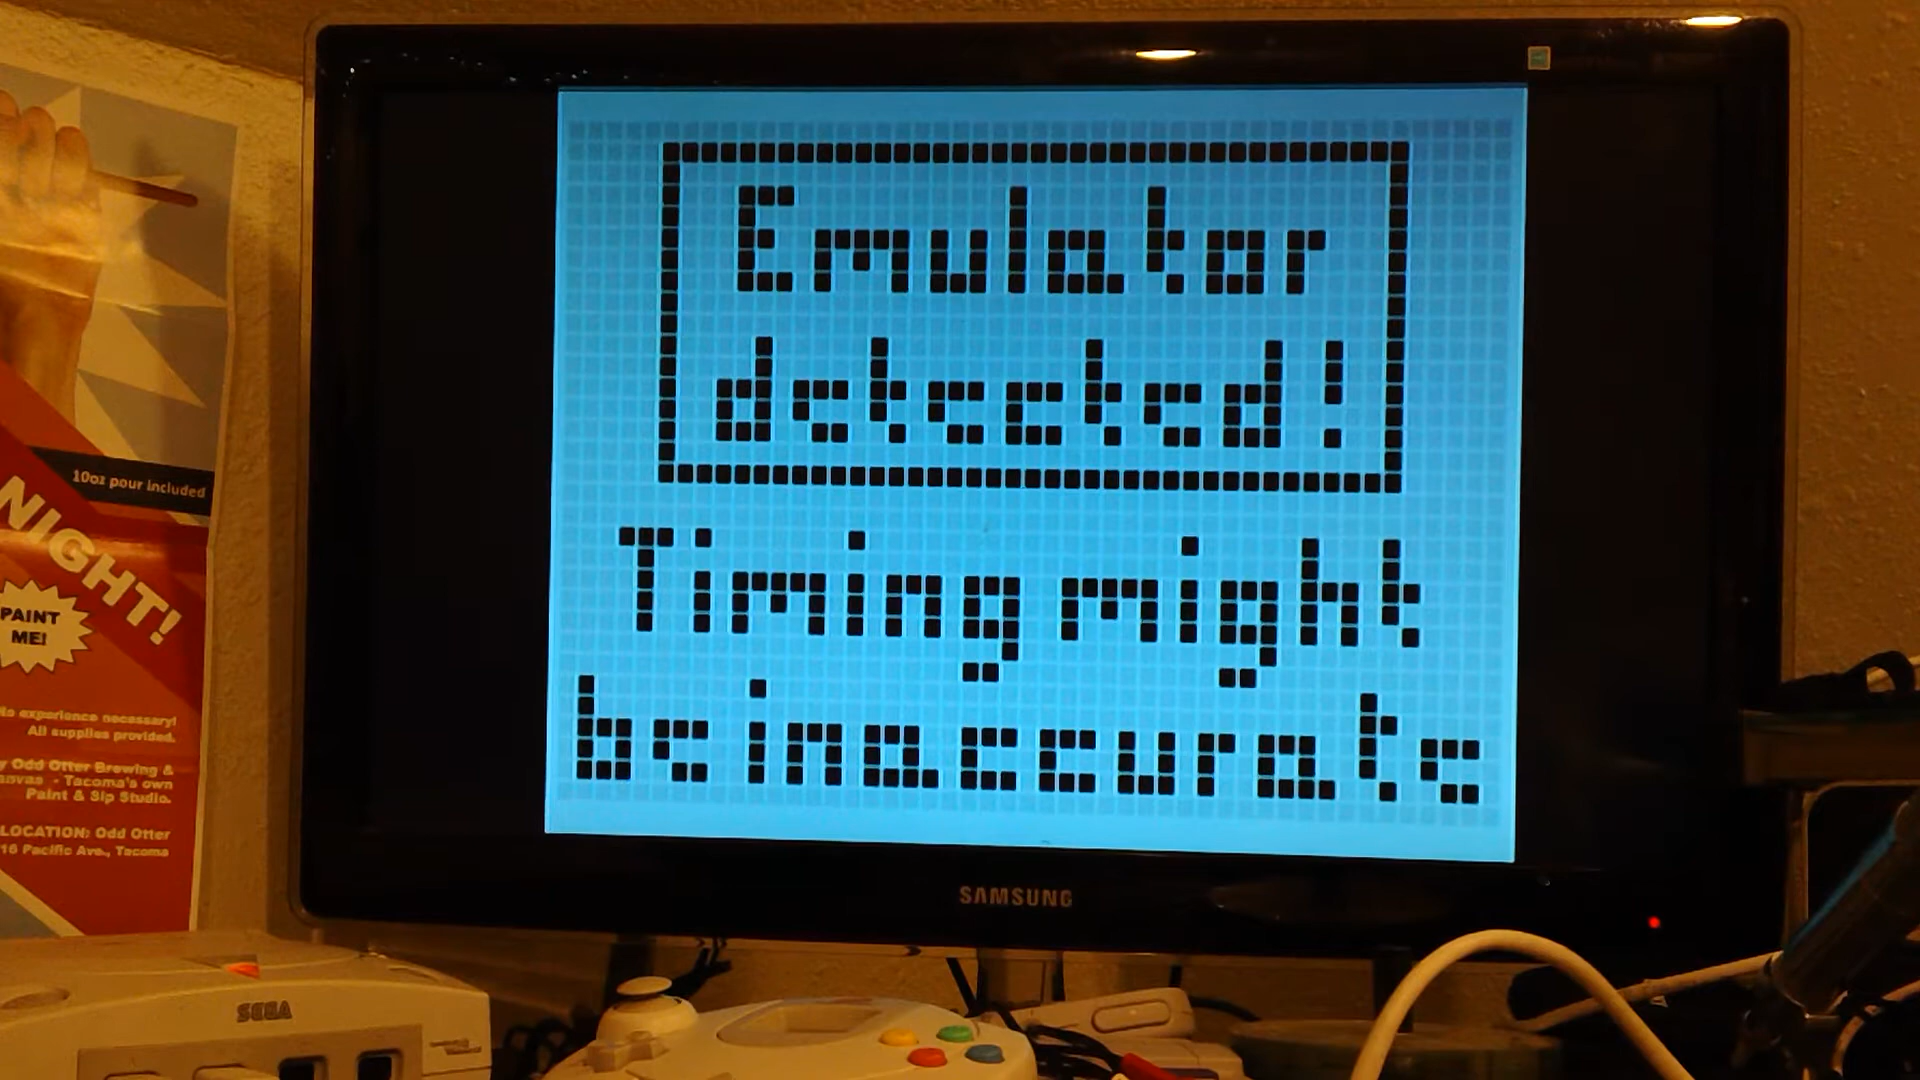 Emulator
detected!
Timing might
be inaccurate
SAMSUNG
10oz pour included
NIGHT!
PAINT
ME!
No experience necessary!
All supplies provided.
Odd Otter Brewing &
- Tacoma's own
Paint & Sip Studio.
LOCATION: Odd Otter
16 Pacific Ave., Tacoma
SEGA